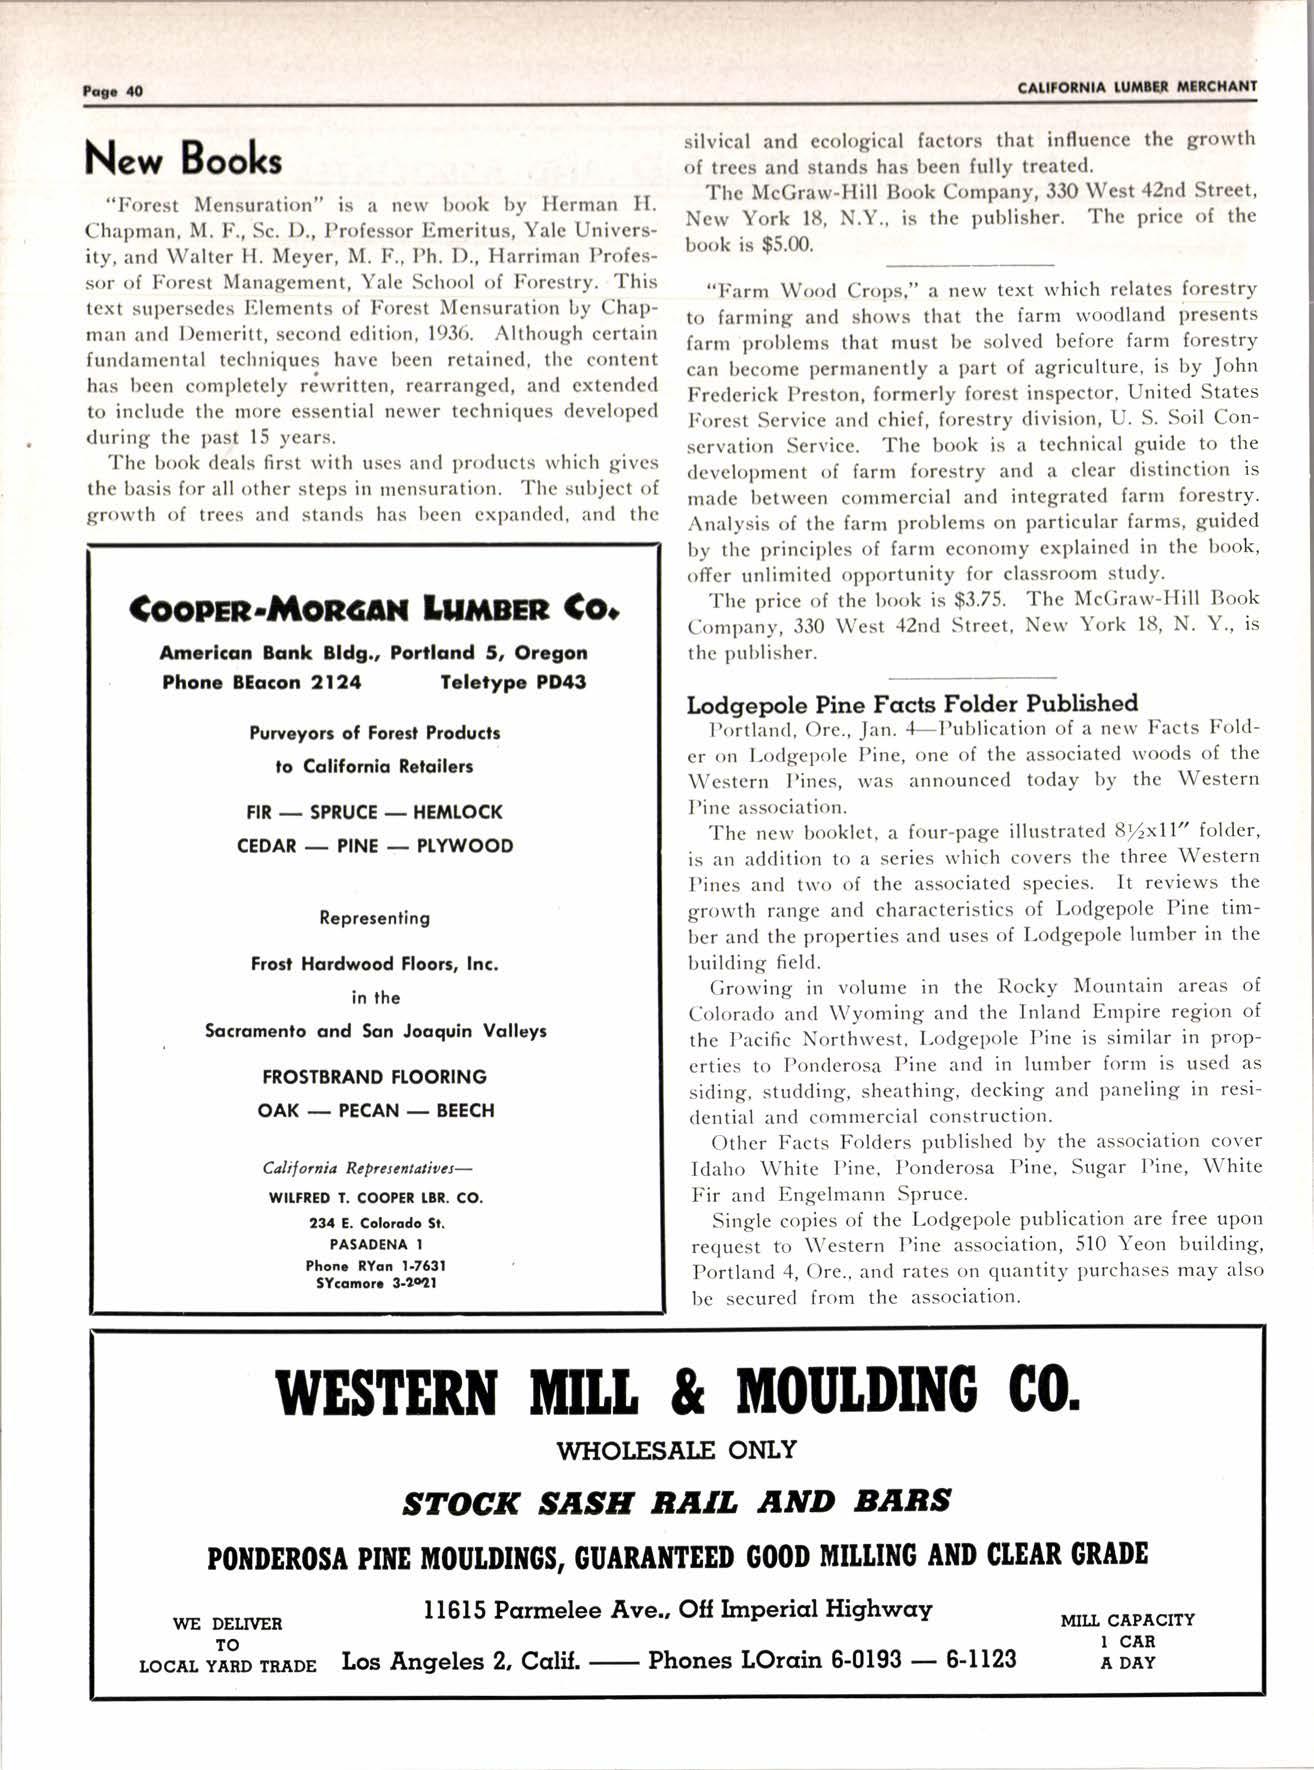 Page 40
CALIFORNIA LUMBER MERCHANT
New Books
"Forest Mensuration" is a new book by Herman H.
Chapman, M. F., Sc. D., Professor Emeritus, Yale Univers-
ity, and Walter H. Meyer, M. F., Ph. D., Harriman Profes-
sor of Forest Management, Yale School of Forestry. This
text supersedes Elements of Forest Mensuration by Chap-
man and Demeritt, second edition, 1936. Although certain
fundamental techniques have been retained, the content
has been completely rewritten, rearranged, and extended
to include the more essential newer techniques developed
during the past 15 years.
The book deals first with uses and products which gives
the basis for all other steps in mensuration. The subject of
growth of trees and stands has been expanded, and the
silvical and ecological factors that influence the growth
of trees and stands has been fully treated.
The McGraw-Hill Book Company, 330 West 42nd Street,
New York 18, N.Y., is the publisher. The price of the
book is $5.00.
"Farm Wood Crops," a new text which relates forestry
to farming and shows that the farm woodland presents
farm problems that must be solved before farm forestry
can become permanently a part of agriculture, is by John
Frederick Preston, formerly forest inspector, United States
Forest Service and chief, forestry division, U. S. Soil Con-
servation Service. The book is a technical guide to the
development of farm forestry and a clear distinction is
made between commercial and integrated farm forestry.
Analysis of the farm problems on particular farms, guided
by the principles of farm economy explained in the book,
offer unlimited opportunity for classroom study.
The price of the book is $3.75. The McGraw-Hill Book
Company, 330 West 42nd Street, New York 18, N. Y., is
the publisher.
Lodgepole Pine Facts Folder Published
Portland, Ore., Jan. 4—Publication of a new Facts Fold-
er on Lodgepole Pine, one of the associated woods of the
Western Pines, was announced today by the Western
Pine association.
The new booklet, a four-page illustrated 8½x11″ folder,
is an addition to a series which covers the three Western
Pines and two of the associated species. It reviews the
growth range and characteristics of Lodgepole Pine tim-
ber and the properties and uses of Lodgepole lumber in the
building field.
Growing in volume in the Rocky Mountain areas of
Colorado and Wyoming and the Inland Empire region of
the Pacific Northwest, Lodgepole Pine is similar in prop-
erties to Ponderosa Pine and in lumber form is used as
siding, studding, sheathing, decking and paneling in resi-
dential and commercial construction.
Other Facts Folders published by the association cover
Idaho White Pine, Ponderosa Pine, Sugar Pine, White
Fir and Engelmann Spruce.
Single copies of the Lodgepole publication are free upon
request to Western Pine association, 510 Yeon building,
Portland 4, Ore., and rates on quantity purchases may also
be secured from the association.
COOPER-MORGAN LUMBER CO.
American Bank Bldg., Portland 5, Oregon
Phone BEacon 2124 Teletype PD43
Purveyors of Forest Products
to California Retailers
FIR — SPRUCE — HEMLOCK
CEDAR — PINE — PLYWOOD
Representing
Frost Hardwood Floors, Inc.
in the
Sacramento and San Joaquin Valleys
FROSTBRAND FLOORING
OAK — PECAN — BEECH
California Representatives—
WILFRED T. COOPER LBR. CO.
234 E. Colorado St.
PASADENA 1
Phone RYan 1-7631
SYcamore
WESTERN MILL & MOULDING CO.
WHOLESALE ONLY
STOCK SASH RAIL AND BARS
PONDEROSA PINE MOULDINGS, GUARANTEED GOOD MILLING AND CLEAR GRADE
WE DELIVER
TO
LOCAL YARD TRADE
11615 Parmelee Ave., Off Imperial Highway
Los Angeles 2, Calif. — Phones LOrain 6-0193 — 6-1123
MILL CAPACITY
1 CAR
A DAY